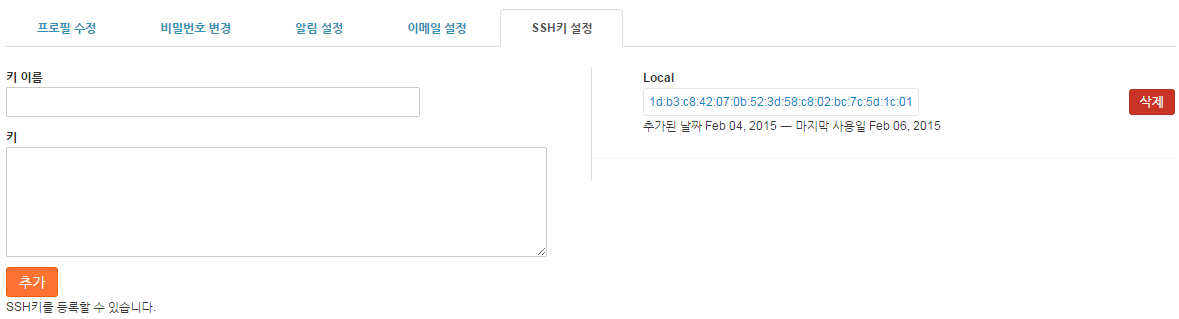 프로필 수정 비밀번호 변경 알림 설정 이메일 설정 SSH키 설정
키 이름
키
추가
SSH키를 등록할 수 있습니다.
Local
1d:b3:c8:42:07:0b:52:3d:58:c8:02:bc:7c:5d:1c:01
삭제
추가된 날짜 Feb 04, 2015 — 마지막 사용일 Feb 06, 2015